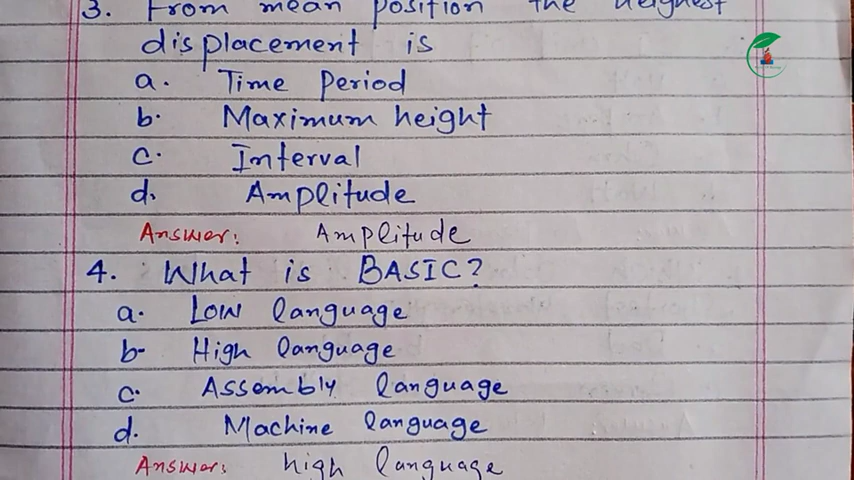 3. From mean position the heighest
displacement is
a. Time Period
b. Maximum height
c. Interval
d. Amplitude
Answer: Amplitude
4. What is BASIC?
a. Low language
b- High language
c. Assembly language
d. Machine language
Answer: high language